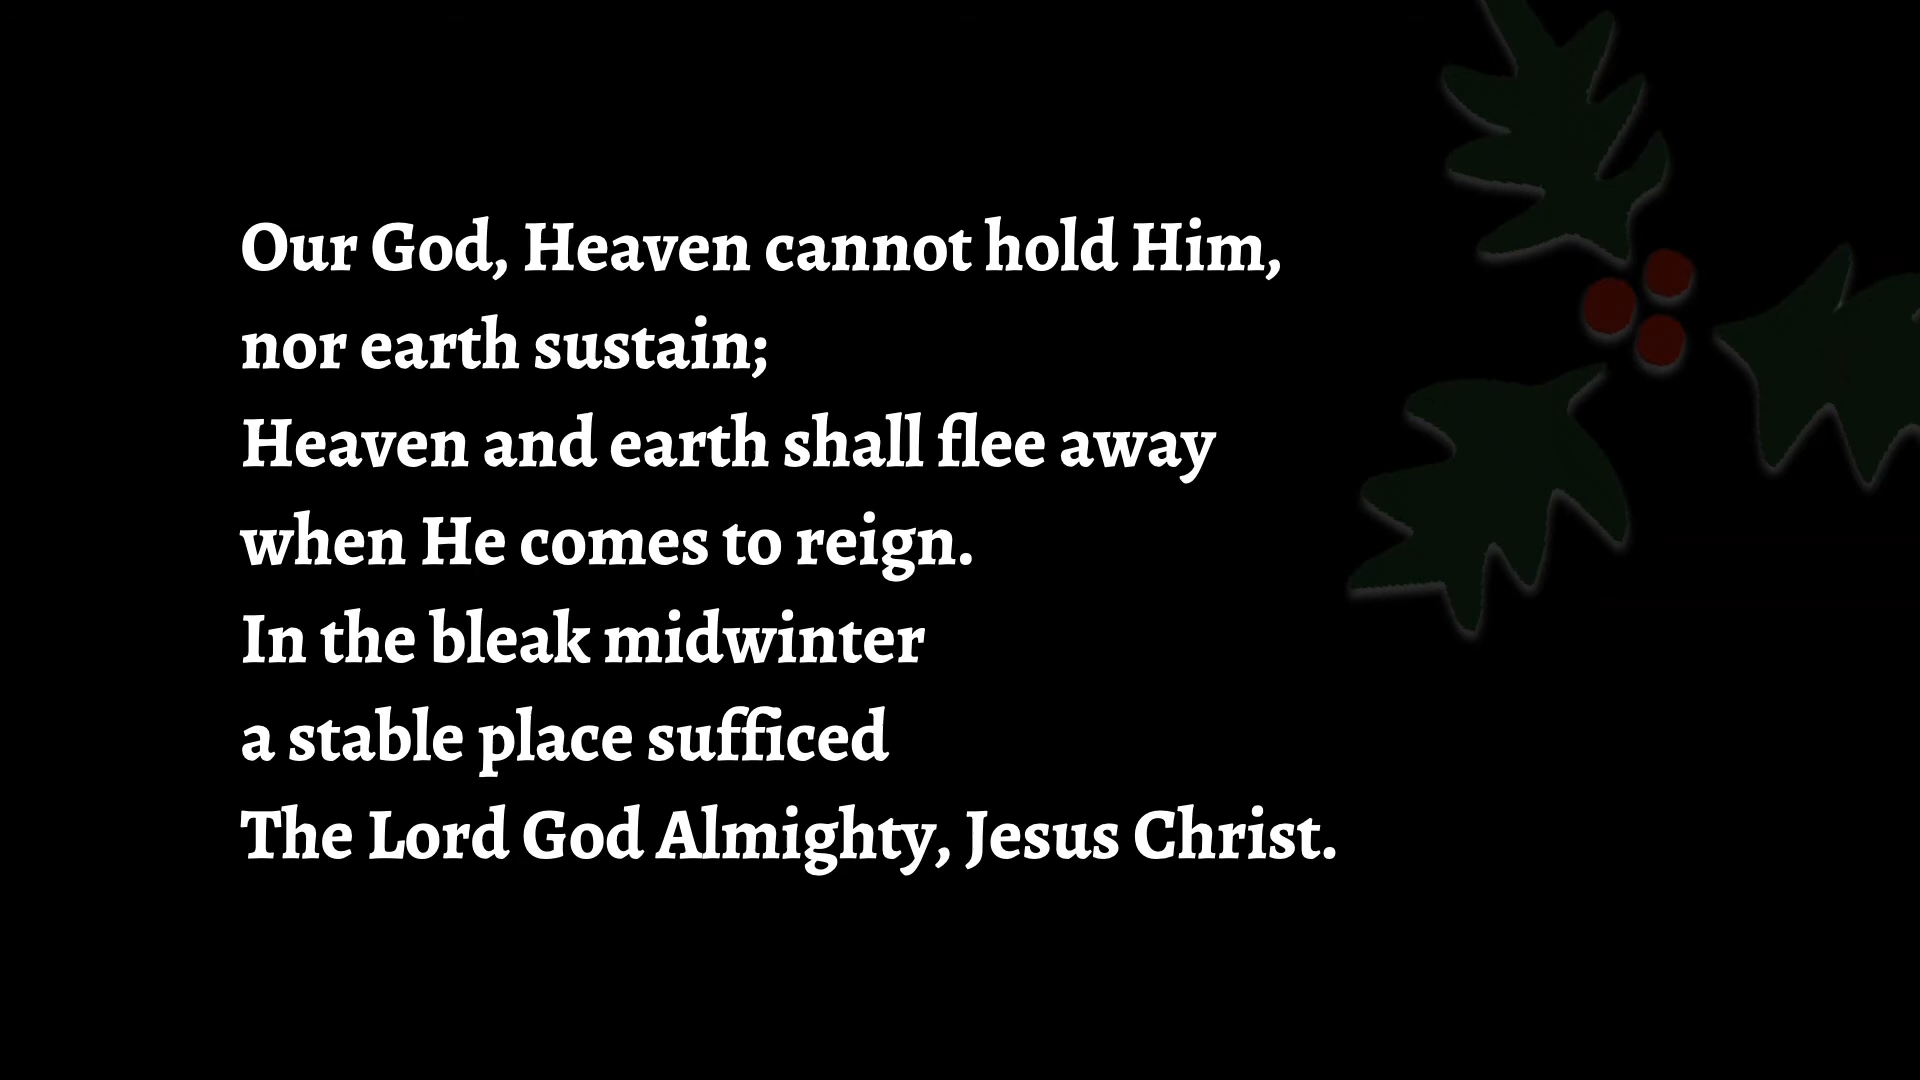 Our God, Heaven cannot hold Him,
nor earth sustain;
Heaven and earth shall flee away
when He comes to reign.
In the bleak midwinter
a stable place sufficed
The Lord God Almighty, Jesus Christ.